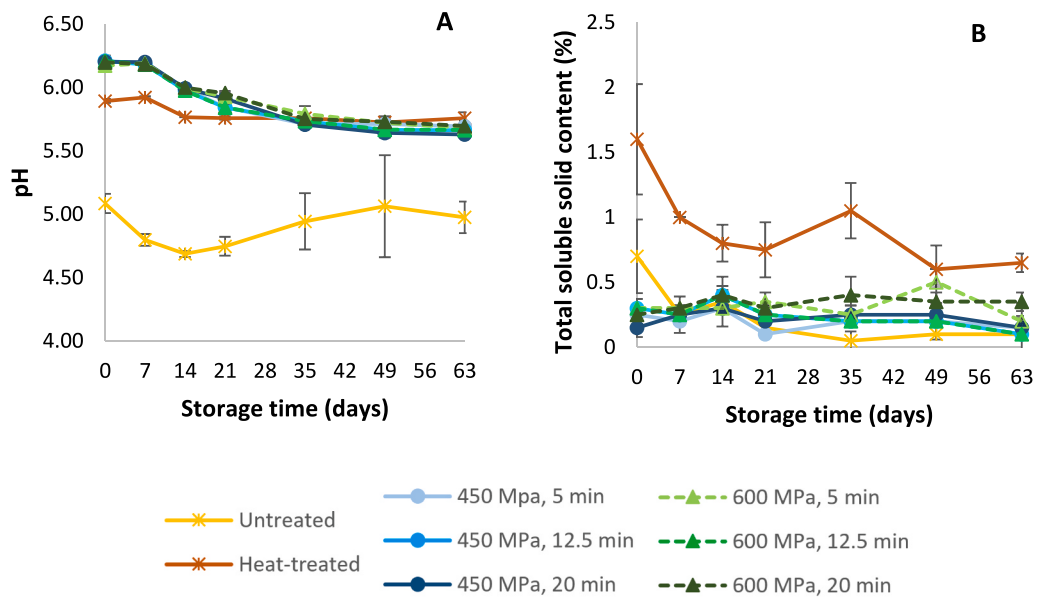 A
6.50
6.00
5.50
5.00
4.50
4.00
pH
0 7 14 21 28 35 42 49 56 63
Storage time (days)
B
2.5
2
1.5
1
0.5
0
Total soluble solid content (%)
0 7 14 21 28 35 42 49 56 63
Storage time (days)
Untreated
Heat-treated
450 Mpa, 5 min
450 MPa, 12.5 min
450 MPa, 20 min
600 MPa, 5 min
600 MPa, 12.5 min
600 MPa, 20 min